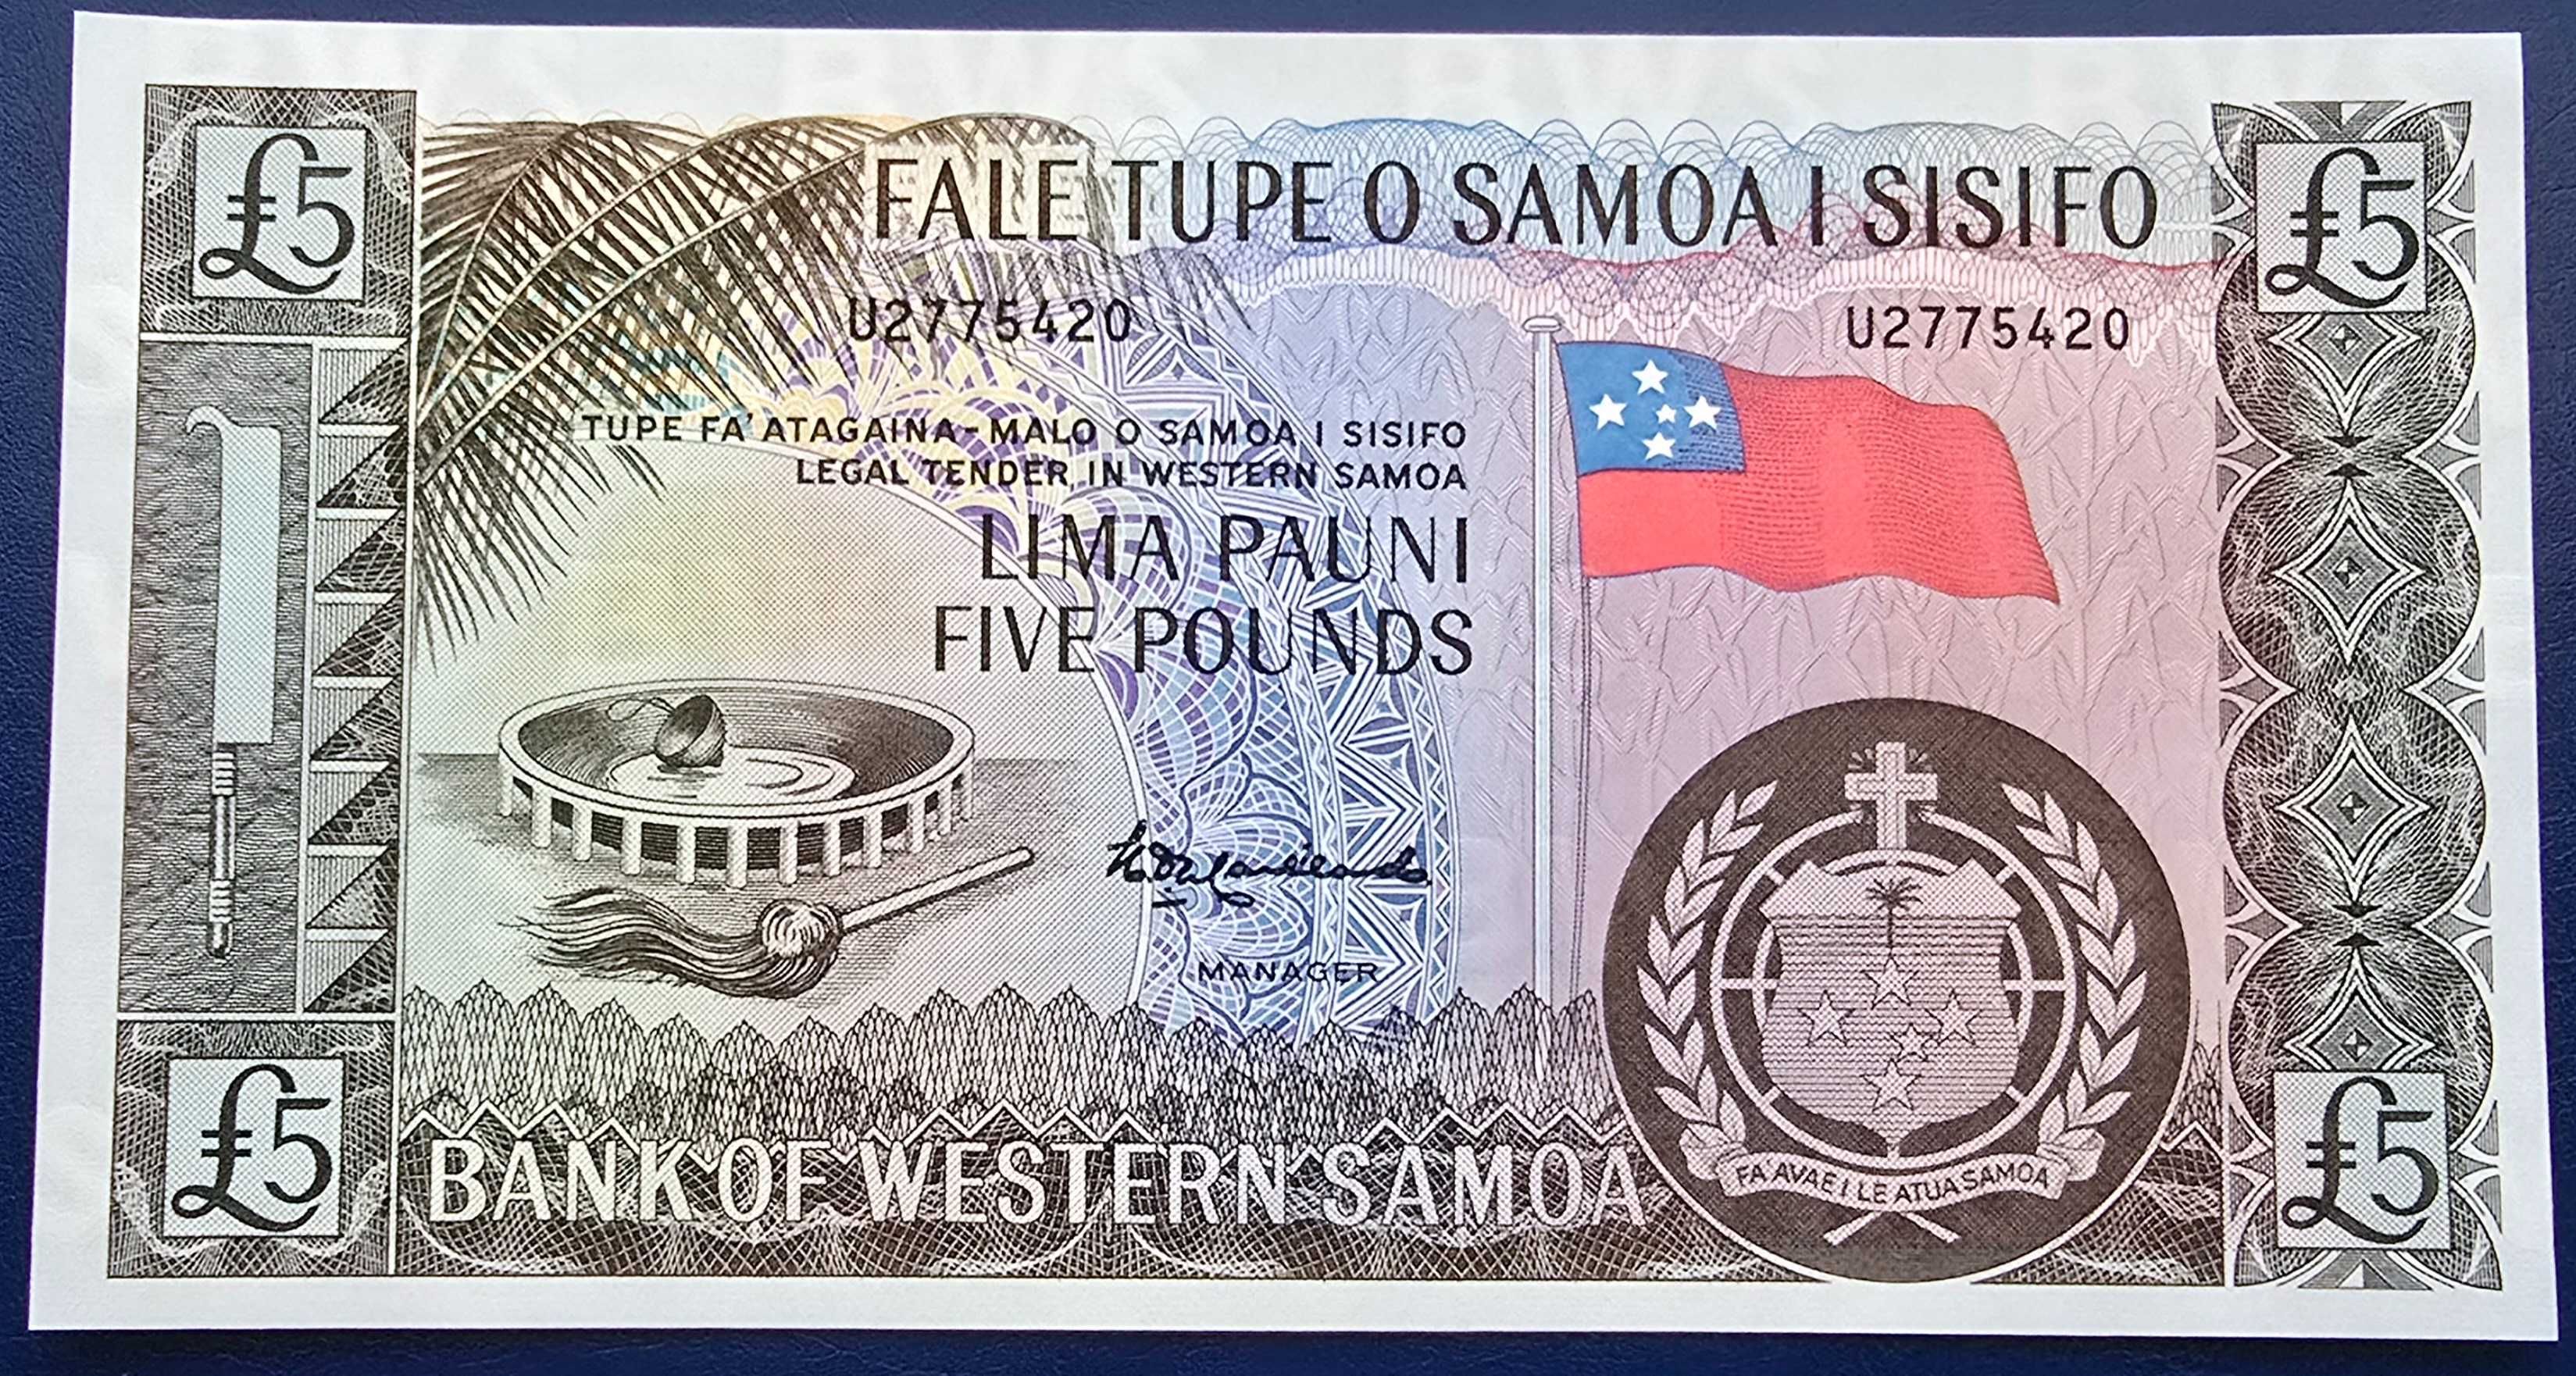 £5
FALE TUPE O SAMOA I SISIFO
£5
U2775420
U2775420
TUPE FA'ATAGAINA-MALO O SAMOA I SISIFO
LEGAL TENDER IN WESTERN SAMOA
LIMA PAUNI
FIVE POUNDS
MANAGER
£5
BANK OF WESTERN SAMOA
FA'AVAE I LE ATUA SAMOA
£5